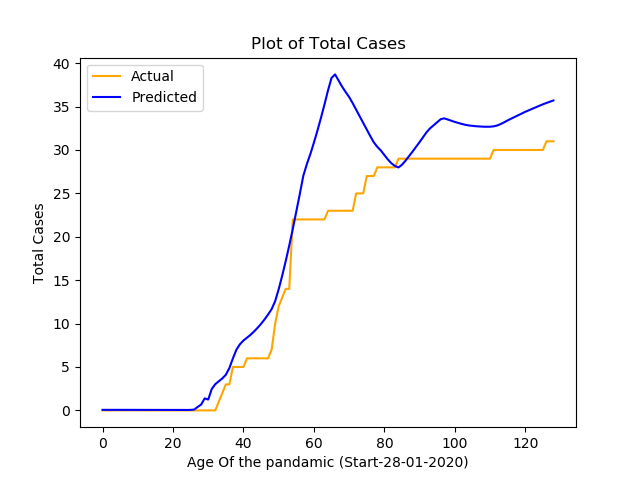 Plot of Total Cases
Actual
Predicted
40
35
30
25
20
15
10
5
0
Total Cases
0 20 40 60 80 100 120
Age Of the pandamic (Start-28-01-2020)